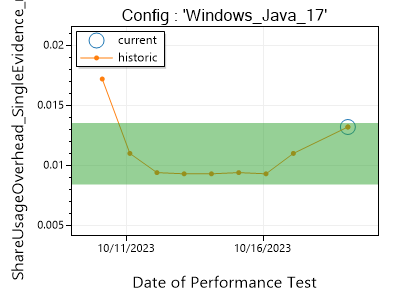 Config : 'Windows_Java_17'
ShareUsageOverhead_SingleEvidence_
0.02
0.015
0.01
0.005
current
historic
10/11/2023
10/16/2023
Date of Performance Test